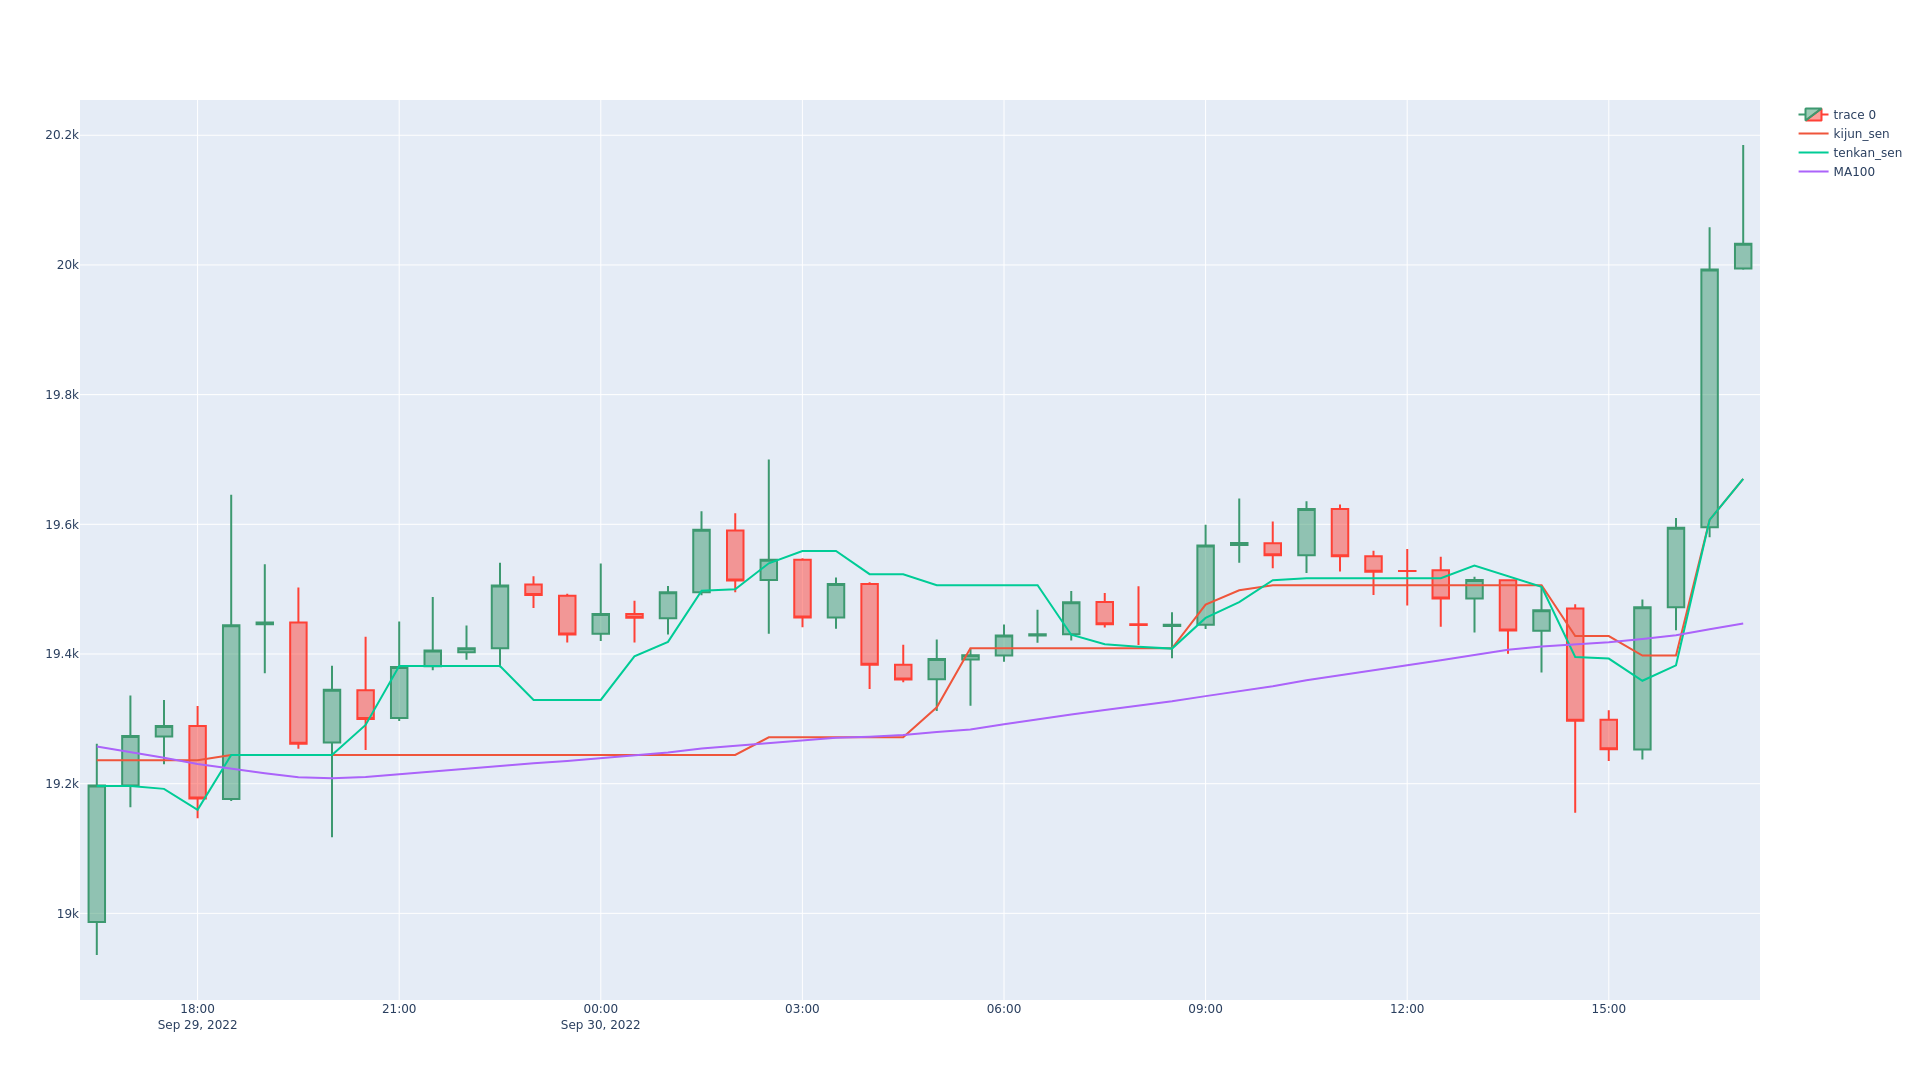 20.2k
20k
19.8k
19.6k
19.4k
19.2k
19k
18:00
Sep 29, 2022
21:00
00:00
Sep 30, 2022
03:00
06:00
09:00
12:00
15:00
trace 0
kijun_sen
tenkan_sen
MA100